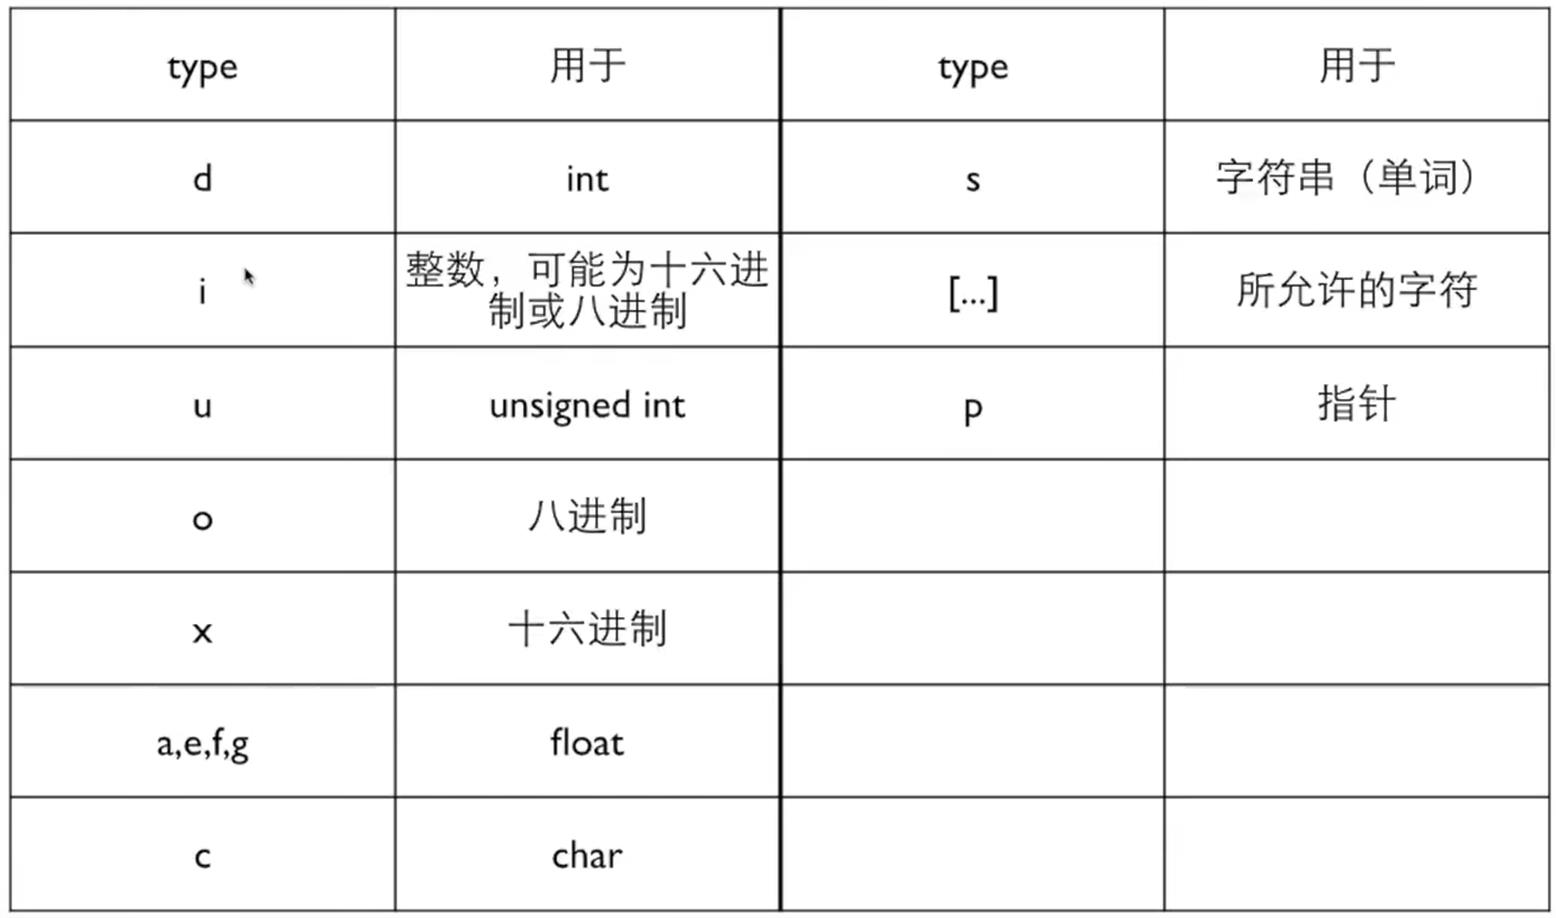 type 用于 type 用于
d int s 字符串（单词）
i 整数，可能为十六进
制或八进制 [...] 所允许的字符
u unsigned int p 指针
o 八进制
x 十六进制
a,e,f,g float
c char